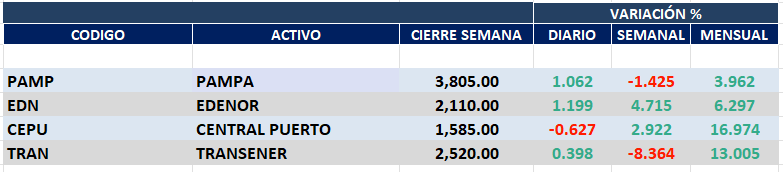 VARIACIÓN %
CODIGO ACTIVO CIERRE SEMANA DIARIO SEMANAL MENSUAL
PAMP PAMPA 3,805.00 1.062 -1.425 3.962
EDN EDENOR 2,110.00 1.199 4.715 6.297
CEPU CENTRAL PUERTO 1,585.00 -0.627 2.922 16.974
TRAN TRANSENER 2,520.00 0.398 -8.364 13.005